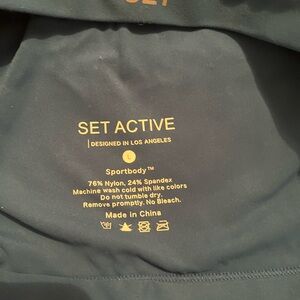 SET ACTIVE
| DESIGNED IN LOS ANGELES
L
Sportbody™
76% Nylon, 24% Spandex
Machine wash cold with like colors
Do not tumble dry.
Remove promptly. No Bleach.
Made in China